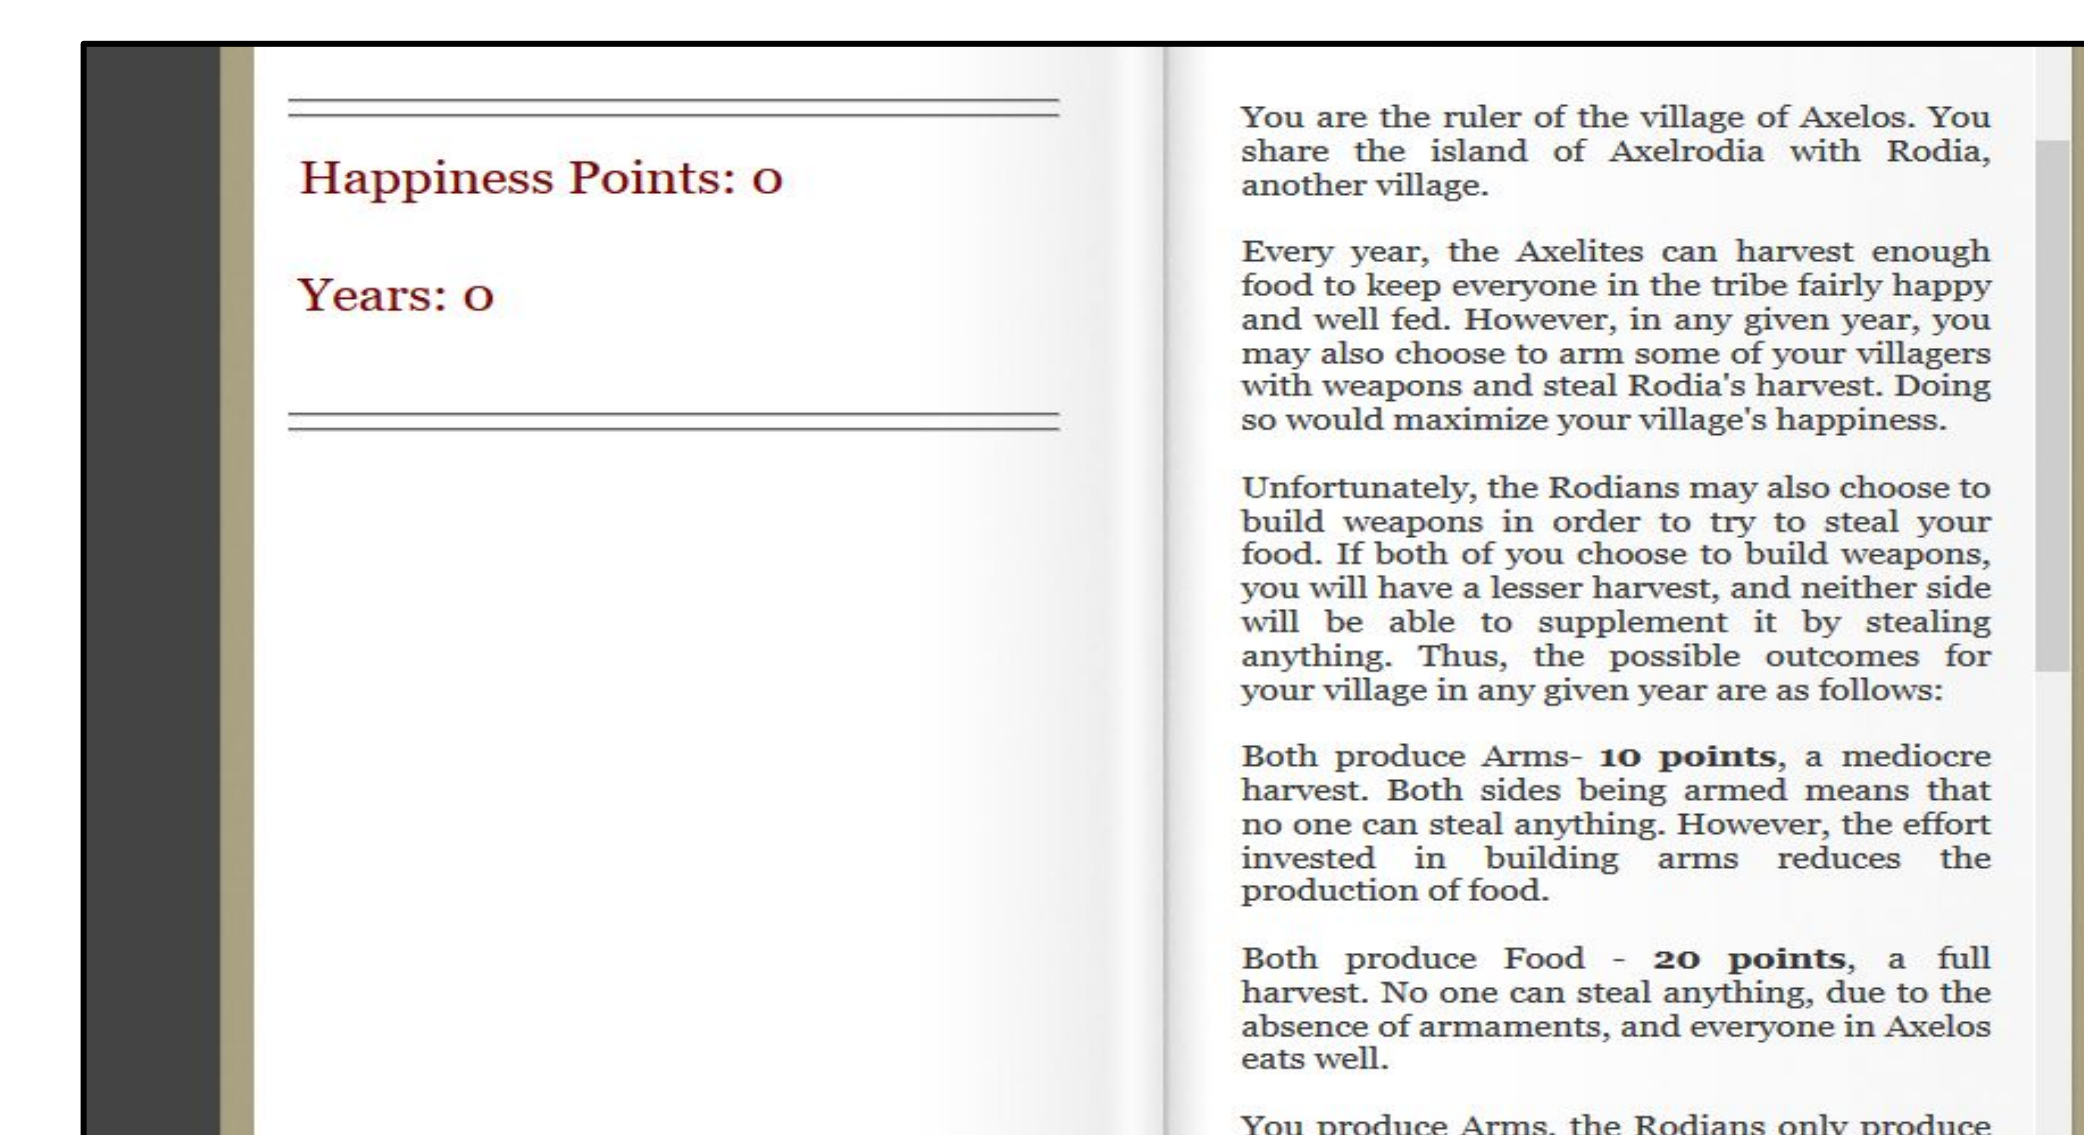 Happiness Points: 0
Years: 0
You are the ruler of the village of Axelos. You
share the island of Axelrodia with Rodia,
another village.
Every year, the Axelites can harvest enough
food to keep everyone in the tribe fairly happy
and well fed. However, in any given year, you
may also choose to arm some of your villagers
with weapons and steal Rodia's harvest. Doing
so would maximize your village's happiness.
Unfortunately, the Rodians may also choose to
build weapons in order to try to steal your
food. If both of you choose to build weapons,
you will have a lesser harvest, and neither side
will be able to supplement it by stealing
anything. Thus, the possible outcomes for
your village in any given year are as follows:
Both produce Arms- 10 points, a mediocre
harvest. Both sides being armed means that
no one can steal anything. However, the effort
invested in building arms reduces the
production of food.
Both produce Food - 20 points, a full
harvest. No one can steal anything, due to the
absence of armaments, and everyone in Axelos
eats well.
You produce Arms, the Rodians only produce